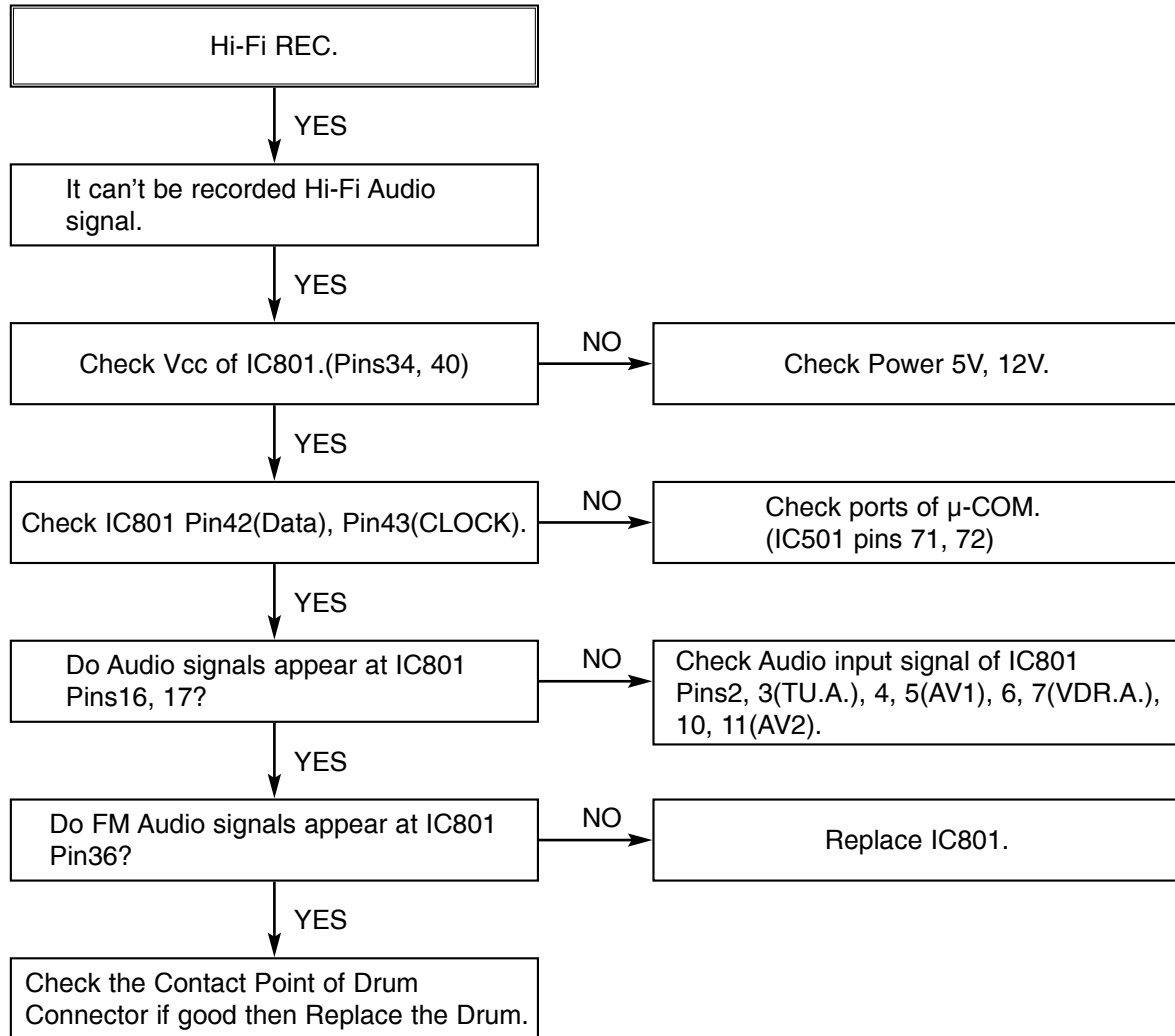 Hi-Fi REC.
YES
It can't be recorded Hi-Fi Audio
signal.
YES
Check Vcc of IC801.(Pins34, 40)
NO
Check Power 5V, 12V.
YES
Check IC801 Pin42(Data), Pin43(CLOCK).
NO
Check ports of µ-COM.
(IC501 pins 71, 72)
YES
Do Audio signals appear at IC801
Pins16, 17?
NO
Check Audio input signal of IC801
Pins2, 3(TU.A.), 4, 5(AV1), 6, 7(VDR.A.),
10, 11(AV2).
YES
Do FM Audio signals appear at IC801
Pin36?
NO
Replace IC801.
YES
Check the Contact Point of Drum
Connector if good then Replace the Drum.